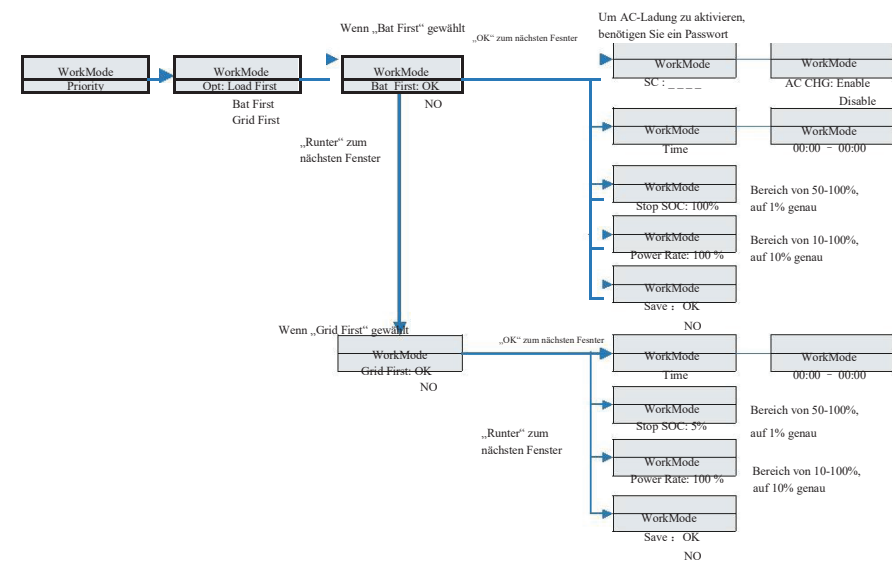 Um AC-Ladung zu aktivieren,
benötigen Sie ein Passwort
Wenn „Bat First“ gewählt
„OK“ zum nächsten Fesnter
WorkMode
Priority
WorkMode
Opt: Load First
Bat First
Grid First
WorkMode
Bat First: OK
NO
WorkMode
SC : _ _ _ _
WorkMode
AC CHG: Enable
Disable
„Runter“ zum
nächsten Fenster
WorkMode
Time
WorkMode
00:00 - 00:00
WorkMode
Stop SOC: 100%
Bereich von 50-100%,
auf 1% genau
WorkMode
Power Rate: 100 %
Bereich von 10-100%,
auf 10% genau
WorkMode
Save : OK
NO
Wenn „Grid First“ gewählt
WorkMode
Grid First: OK
NO
„OK“ zum nächsten Fesnter
WorkMode
Time
WorkMode
00:00 - 00:00
„Runter“ zum
nächsten Fenster
WorkMode
Stop SOC: 5%
Bereich von 50-100%,
auf 1% genau
WorkMode
Power Rate: 100 %
Bereich von 10-100%,
auf 10% genau
WorkMode
Save : OK
NO